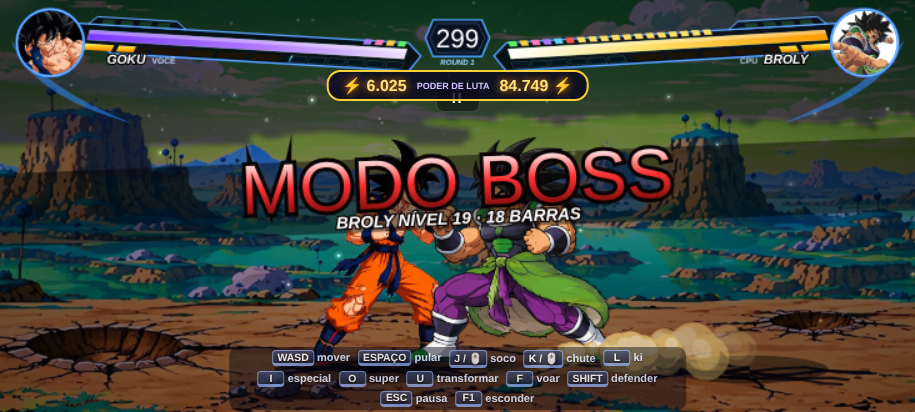 299
ROUND 1
GOKU VOCÊ
CPU BROLY
⚡ 6.025 PODER DE LUTA 84.749 ⚡
MODO BOSS
BROLY NÍVEL 19 · 18 BARRAS
WASD mover ESPAÇO pular J / soco K / chute L ki
I especial O super U transformar F voar SHIFT defender
ESC pausa F1 esconder